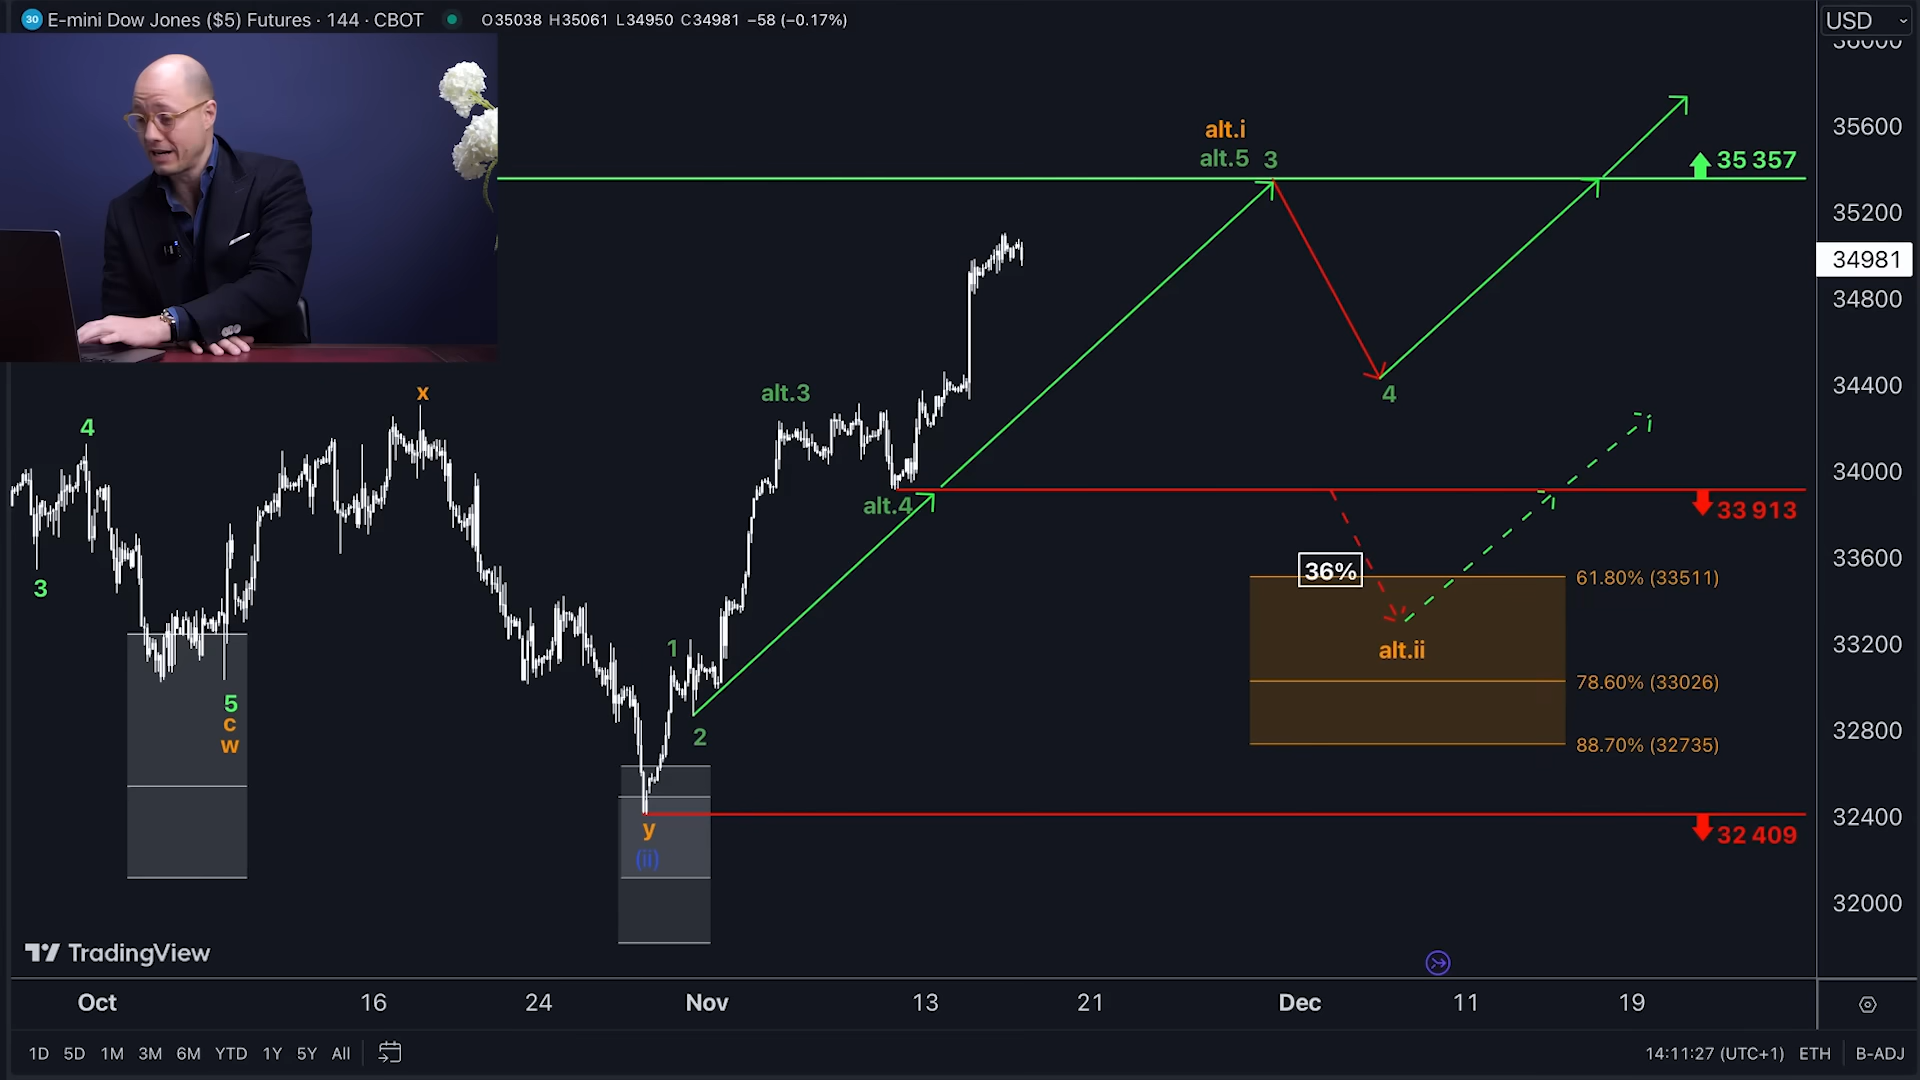 30 E-mini Dow Jones ($5) Futures · 144 · CBOT O35038 H35061 L34950 C34981 −58 (−0.17%)
USD
36000
35600
35200
34981
34800
34400
34000
33600
33200
32800
32400
32000
alt.i
alt.5 3
35 357
x
4
alt.3
4
3
alt.4
33 913
36%
61.80% (33511)
1
alt.ii
78.60% (33026)
5
c
w
2
88.70% (32735)
y
(ii)
32 409
TradingView
Oct 16 24 Nov 13 21 Dec 11 19
1D 5D 1M 3M 6M YTD 1Y 5Y All
14:11:27 (UTC+1) ETH B-ADJ